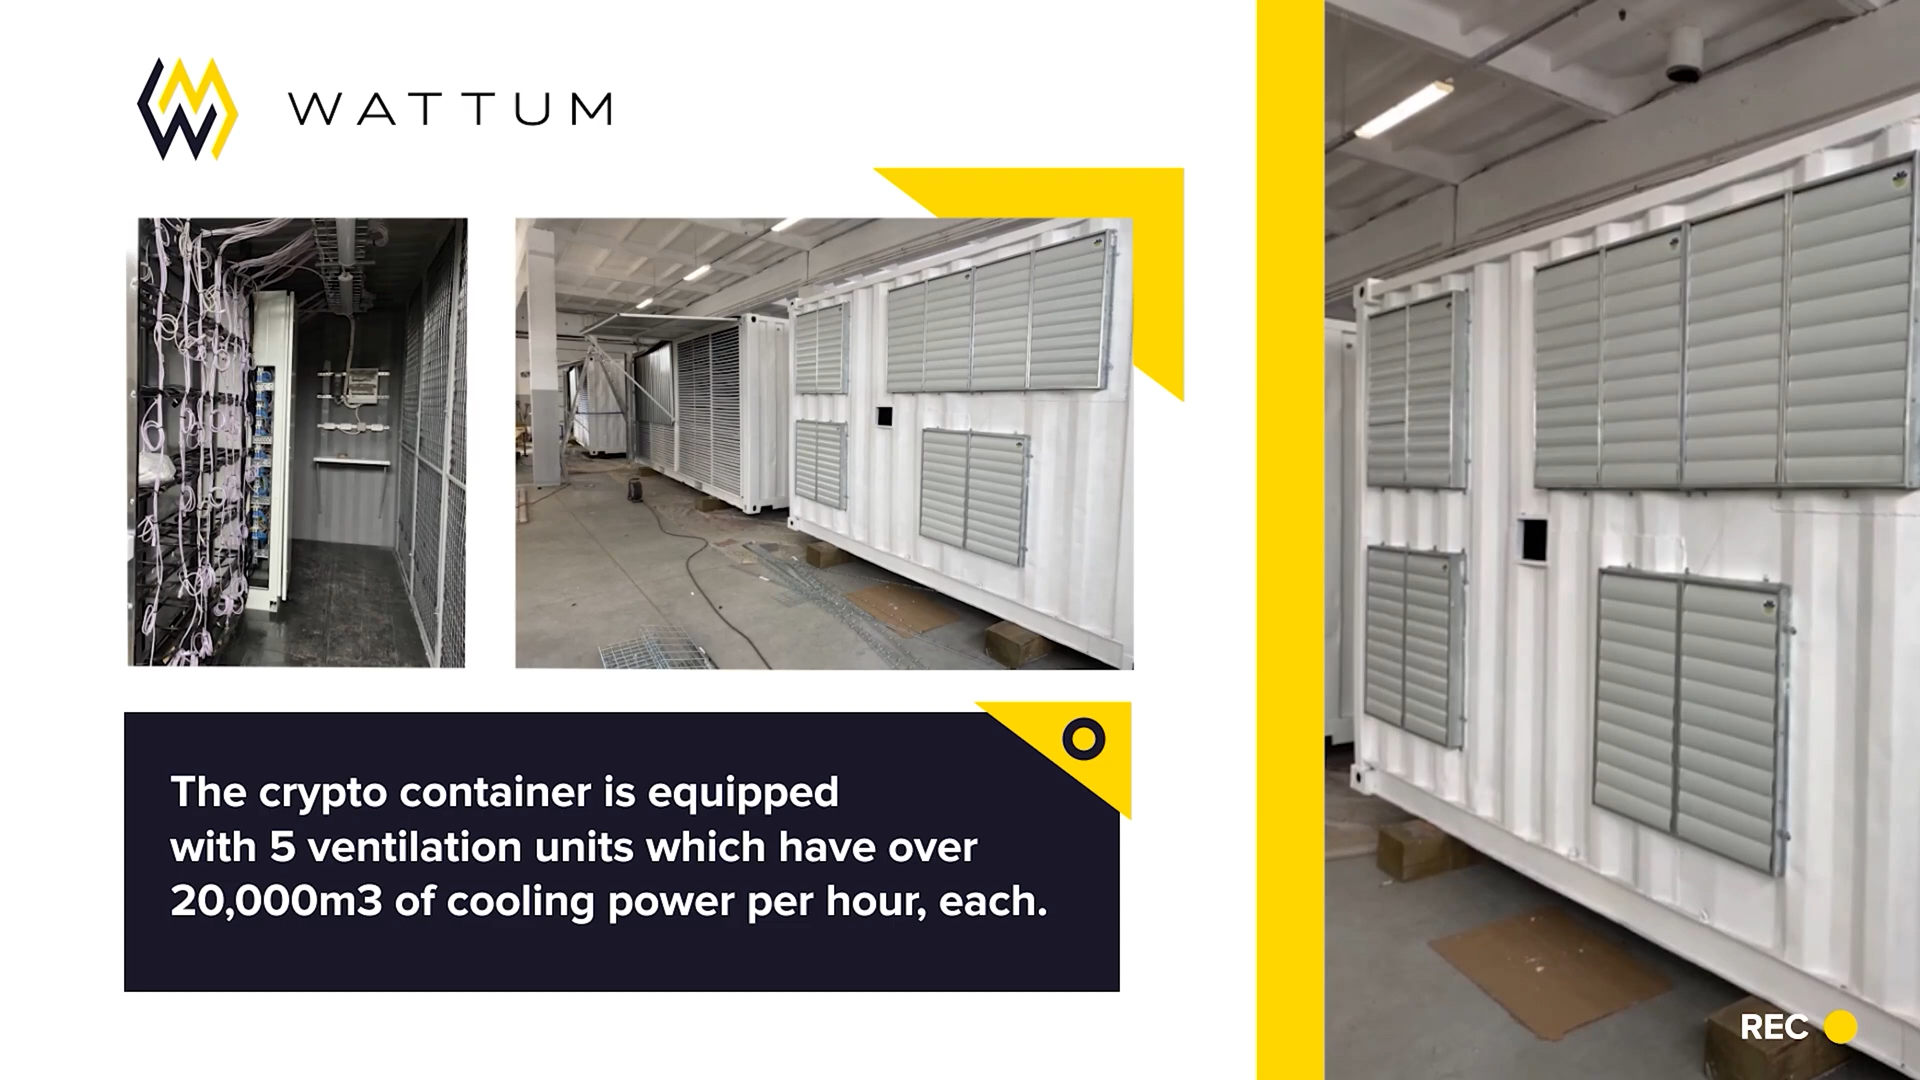 WATTUM
The crypto container is equipped
with 5 ventilation units which have over
20,000m3 of cooling power per hour, each.
REC